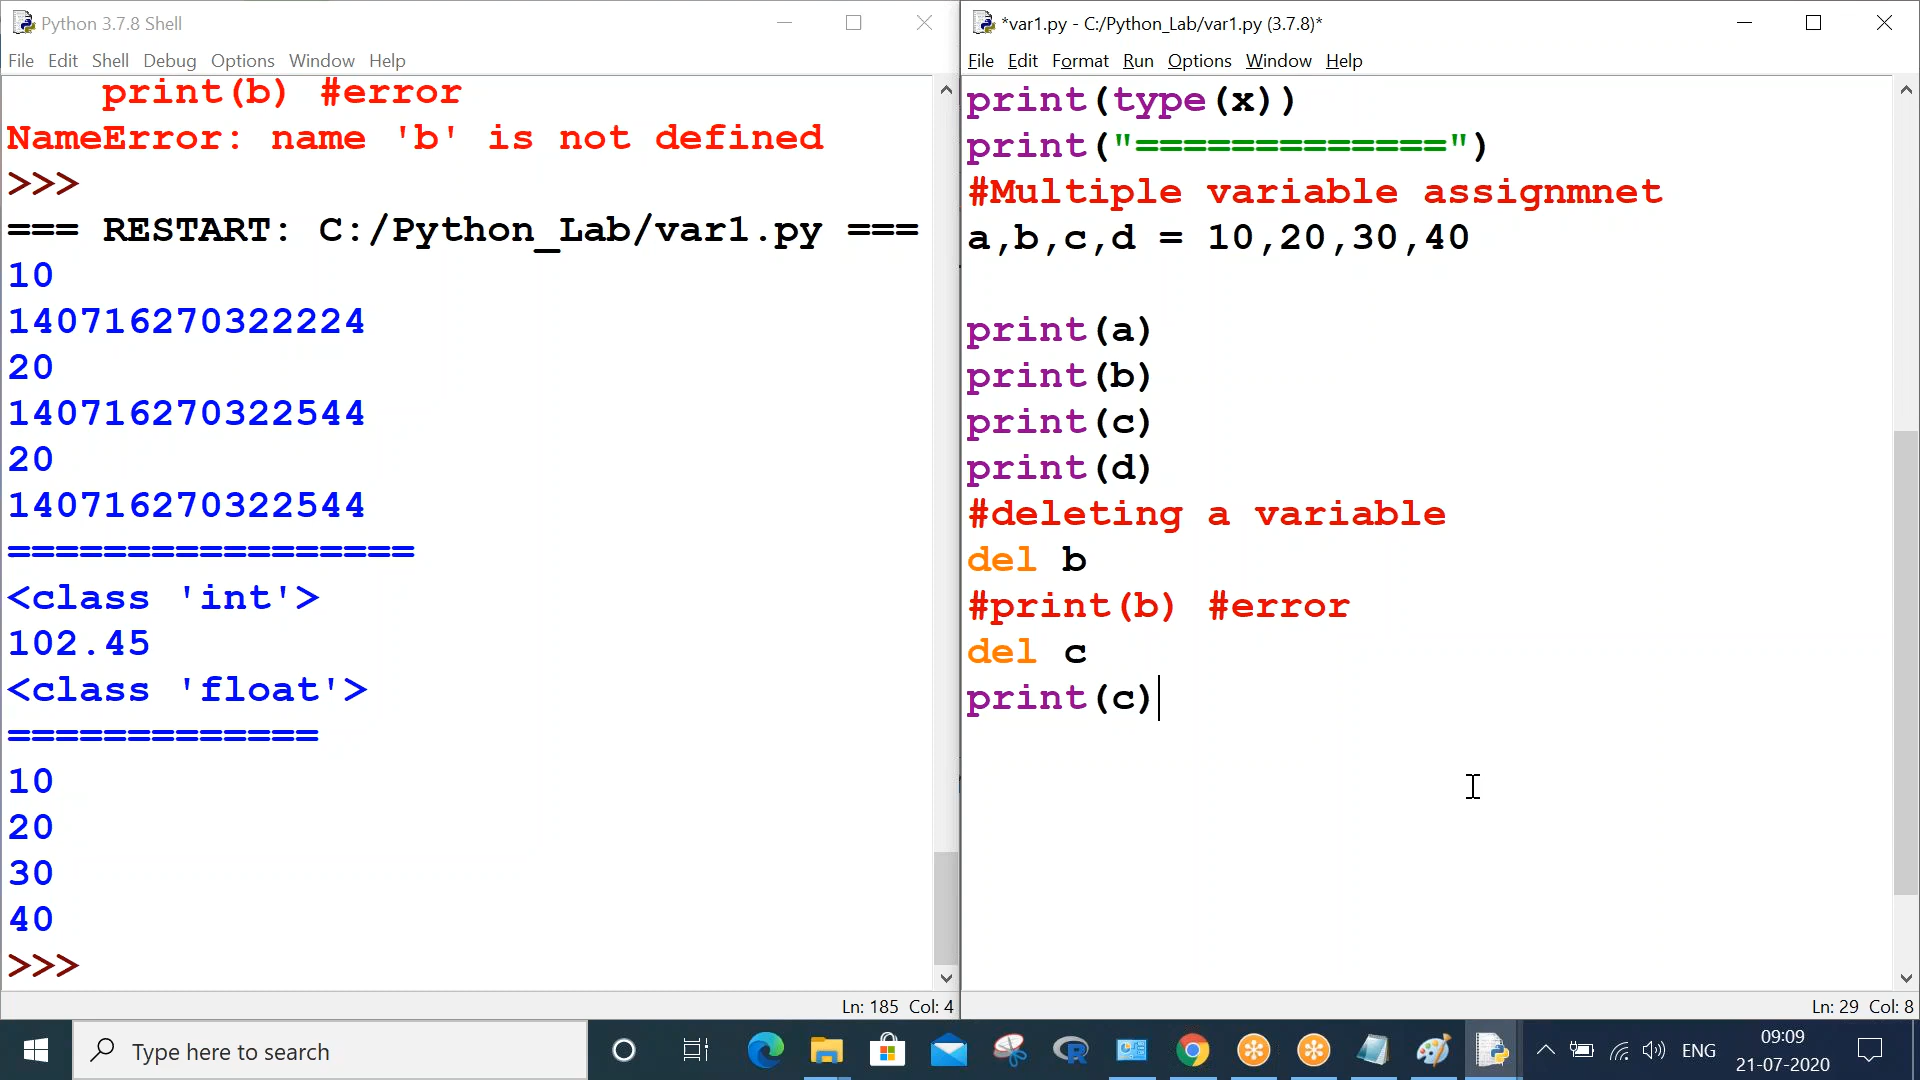 Python 3.7.8 Shell
File Edit Shell Debug Options Window Help
print(b) #error
NameError: name 'b' is not defined
>>>
=== RESTART: C:/Python_Lab/var1.py ===
10
140716270322224
20
140716270322544
20
140716270322544
=================
<class 'int'>
102.45
<class 'float'>
=============
10
20
30
40
>>>
Ln: 185 Col: 4
*var1.py - C:/Python_Lab/var1.py (3.7.8)*
File Edit Format Run Options Window Help
print(type(x))
print("=============")
#Multiple variable assignmnet
a,b,c,d = 10,20,30,40
print(a)
print(b)
print(c)
print(d)
#deleting a variable
del b
#print(b) #error
del c
print(c)
Ln: 29 Col: 8
Type here to search
ENG
09:09
21-07-2020